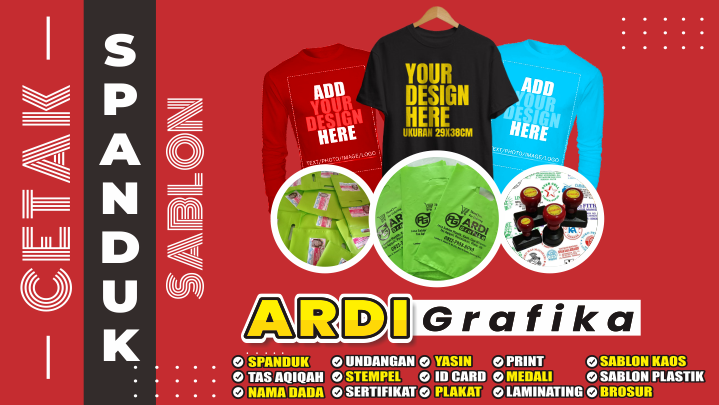 CETAK
SPANDUK
SABLON
ADD
YOUR
DESIGN
HERE
TEXT/PHOTO/IMAGE/LOGO
YOUR
DESIGN
HERE
UKURAN 29X38CM
ADD
YOUR
DESIGN
HERE
TEXT/PHOTO/IMAGE/LOGO
ARDI
ARDI Grafika
SPANDUK
TAS AQIQAH
NAMA DADA
UNDANGAN
STEMPEL
SERTIFIKAT
YASIN
ID CARD
PLAKAT
PRINT
MEDALI
LAMINATING
SABLON KAOS
SABLON PLASTIK
BROSUR